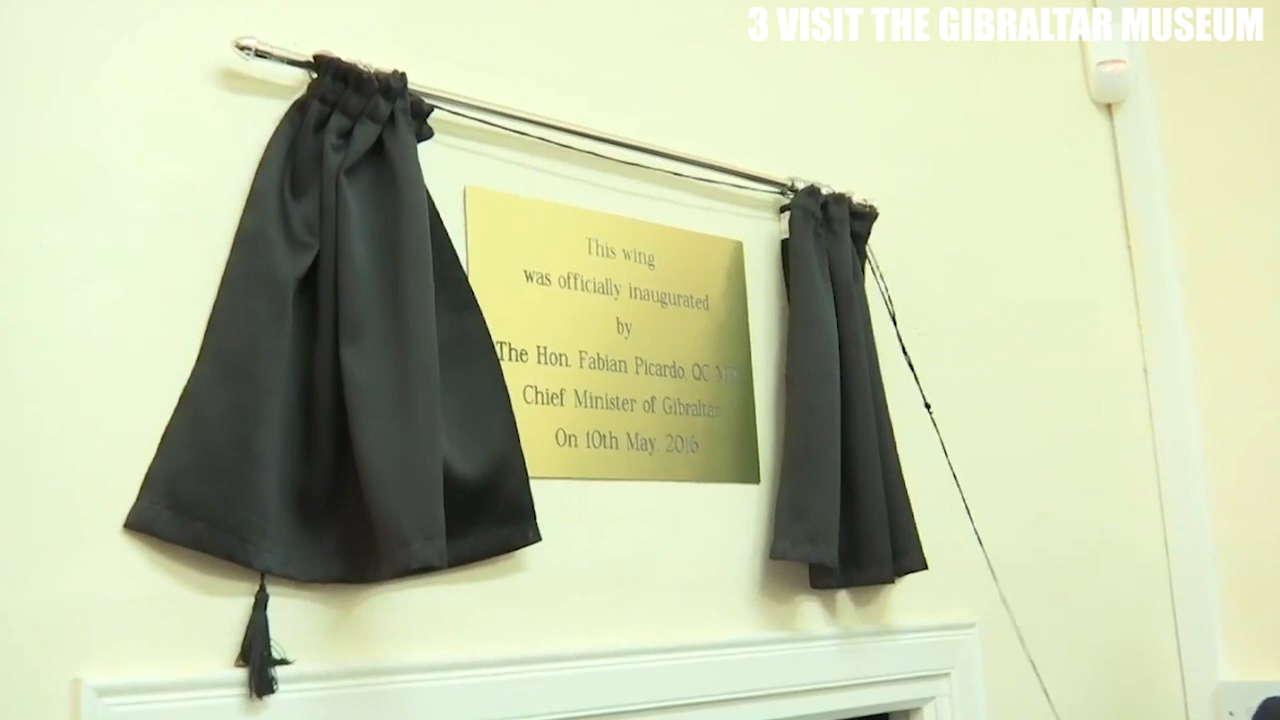 3 VISIT THE GIBRALTAR MUSEUM
This wing
was officially inaugurated
by
The Hon. Fabian Picardo, QC MP
Chief Minister of Gibraltar
On 10th May, 2016